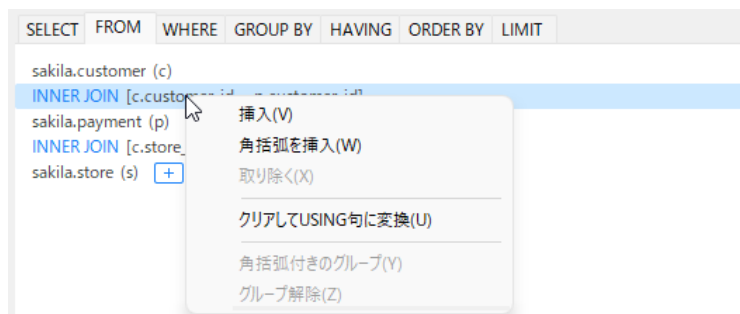 SELECT FROM WHERE GROUP BY HAVING ORDER BY LIMIT
sakila.customer (c)
INNER JOIN [c.customer_id = p.customer_id]
sakila.payment (p)
INNER JOIN [c.store_
sakila.store (s) +
挿入(V)
角括弧を挿入(W)
取り除く(X)
クリアしてUSING句に変換(U)
角括弧付きのグループ(Y)
グループ解除(Z)